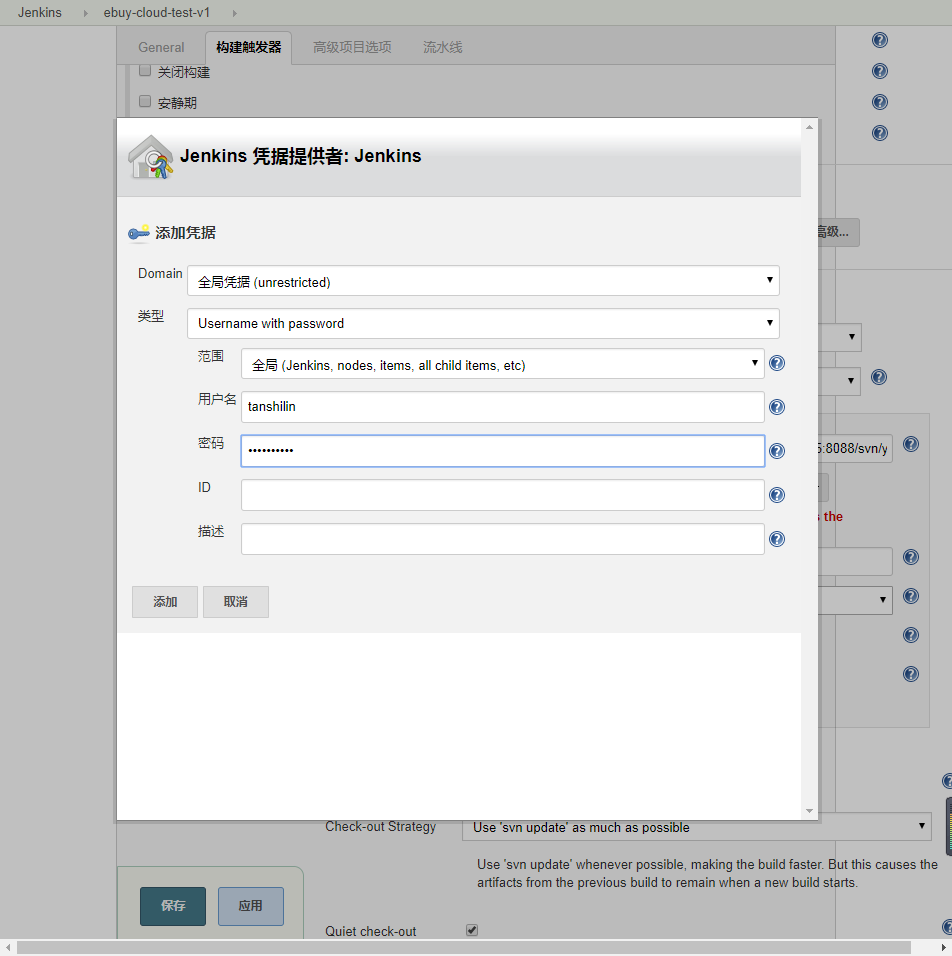 Jenkins ebuy-cloud-test-v1
General 构建触发器 高级项目选项 流水线
关闭构建
安静期
Jenkins 凭据提供者: Jenkins
添加凭据
高级...
Domain 全局凭据 (unrestricted)
类型 Username with password
范围 全局 (Jenkins, nodes, items, all child items, etc)
用户名 tanshilin
密码 ••••••••••
5:8088/svn/y
ID
s the
描述
添加 取消
Check-out Strategy Use 'svn update' as much as possible
Use 'svn update' whenever possible, making the build faster. But this causes the
artifacts from the previous build to remain when a new build starts.
保存 应用
Quiet check-out